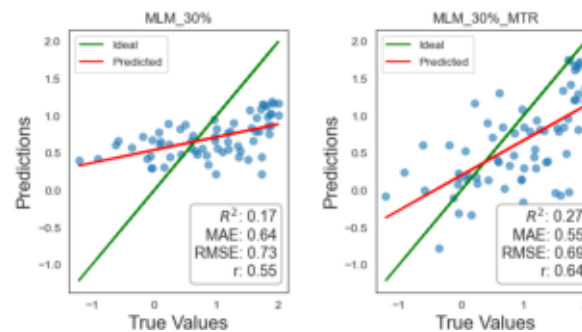 MLM_30%
MLM_30%_MTR
2.0
1.5
1.0
0.5
0.0
−0.5
−1.0
Predictions
Ideal
Predicted
R²: 0.17
MAE: 0.64
RMSE: 0.73
r: 0.55
−1
0
1
2
True Values
2.0
1.5
1.0
0.5
0.0
−0.5
−1.0
Predictions
Ideal
Predicted
R²: 0.27
MAE: 0.55
RMSE: 0.69
r: 0.64
−1
0
1
True Values